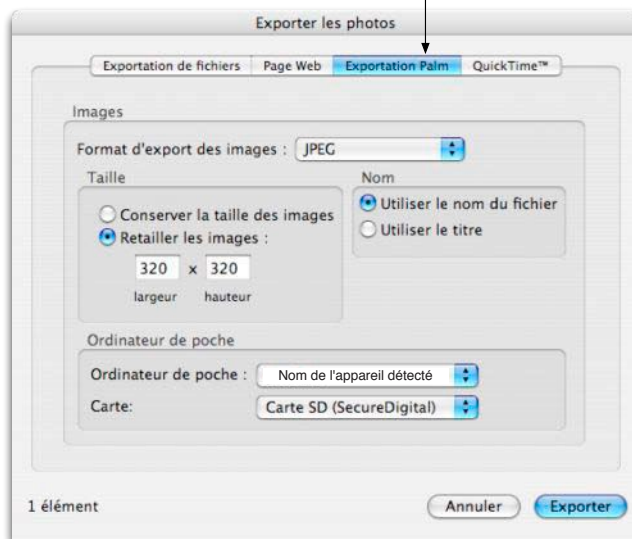 Exporter les photos
Exportation de fichiers Page Web Exportation Palm QuickTime™
Images
Format d'export des images : JPEG
Taille
Conserver la taille des images
Retailler les images :
320 x 320
largeur hauteur
Nom
Utiliser le nom du fichier
Utiliser le titre
Ordinateur de poche
Ordinateur de poche : Nom de l'appareil détecté
Carte: Carte SD (SecureDigital)
1 élément Annuler Exporter